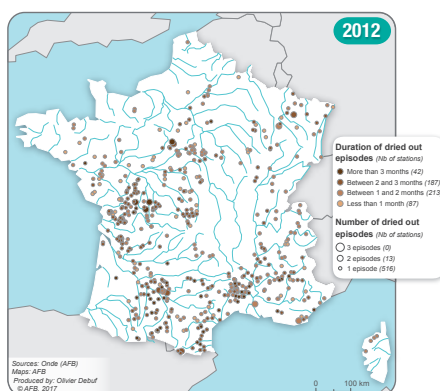 2012
Duration of dried out
episodes (Nb of stations)
More than 3 months (42)
Between 2 and 3 months (187)
Between 1 and 2 months (213)
Less than 1 month (87)
Number of dried out
episodes (Nb of stations)
3 episodes (0)
2 episodes (13)
1 episode (516)
Sources: Onde (AFB)
Maps: AFB
Produced by: Olivier Debuf
© AFB, 2017
0 100 km